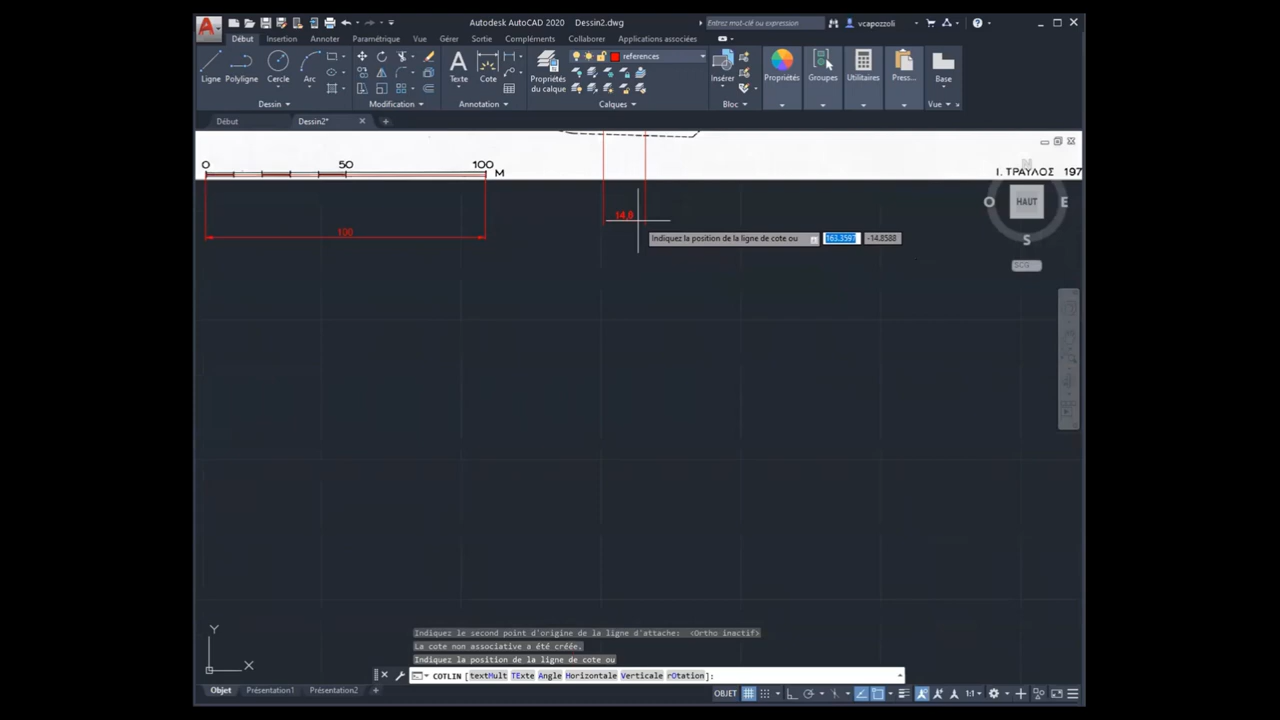 Autodesk AutoCAD 2020 Dessin2.dwg
Entrez mot-clé ou expression
vcapozzoli
Début Insertion Annoter Paramétrique Vue Gérer Sortie Compléments Collaborer Applications associées
references
Ligne Polyligne Cercle Arc
Texte Cote
Propriétés du calque
Insérer
Propriétés Groupes Utilitaires Press... Base
Dessin Modification Annotation Calques Bloc Vue
Début Dessin2*
0 50 100 M
Ι. ΤΡΑΥΛΟΣ 197
N
O HAUT E
S
SCG
14,8
100
Indiquez la position de la ligne de cote ou 163.3597 -14.8588
Y
X
Indiquez le second point d'origine de la ligne d'attache: <Ortho inactif>
La cote non associative a été créée.
Indiquez la position de la ligne de cote ou
COTLIN [textMult TExte Angle Horizontale Verticale rOtation]:
Objet Présentation1 Présentation2 +
OBJET 1:1